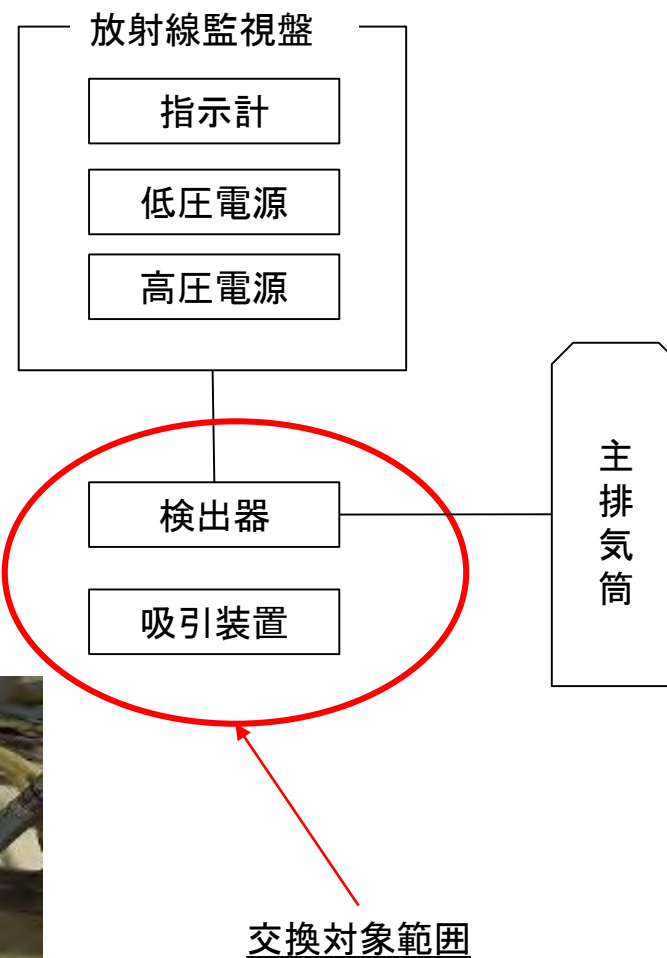 放射線監視盤
指示計
低圧電源
高圧電源
検出器
吸引装置
主排気筒
交換対象範囲